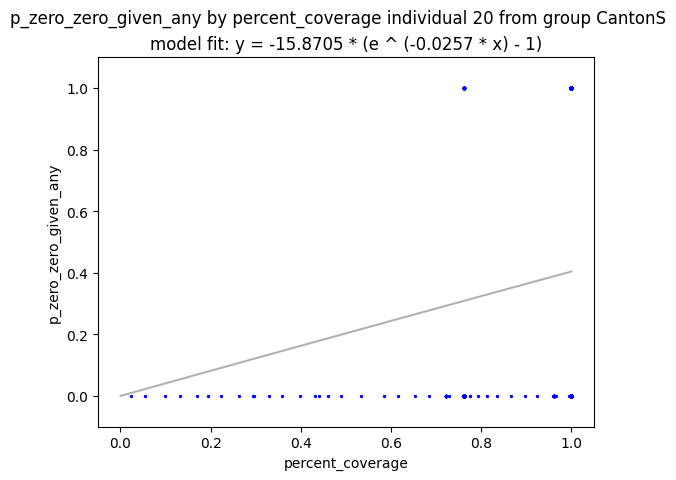 p_zero_zero_given_any by percent_coverage individual 20 from group CantonS
model fit: y = -15.8705 * (e ^ (-0.0257 * x) - 1)
1.0
0.8
0.6
0.4
0.2
0.0
p_zero_zero_given_any
0.0 0.2 0.4 0.6 0.8 1.0
percent_coverage